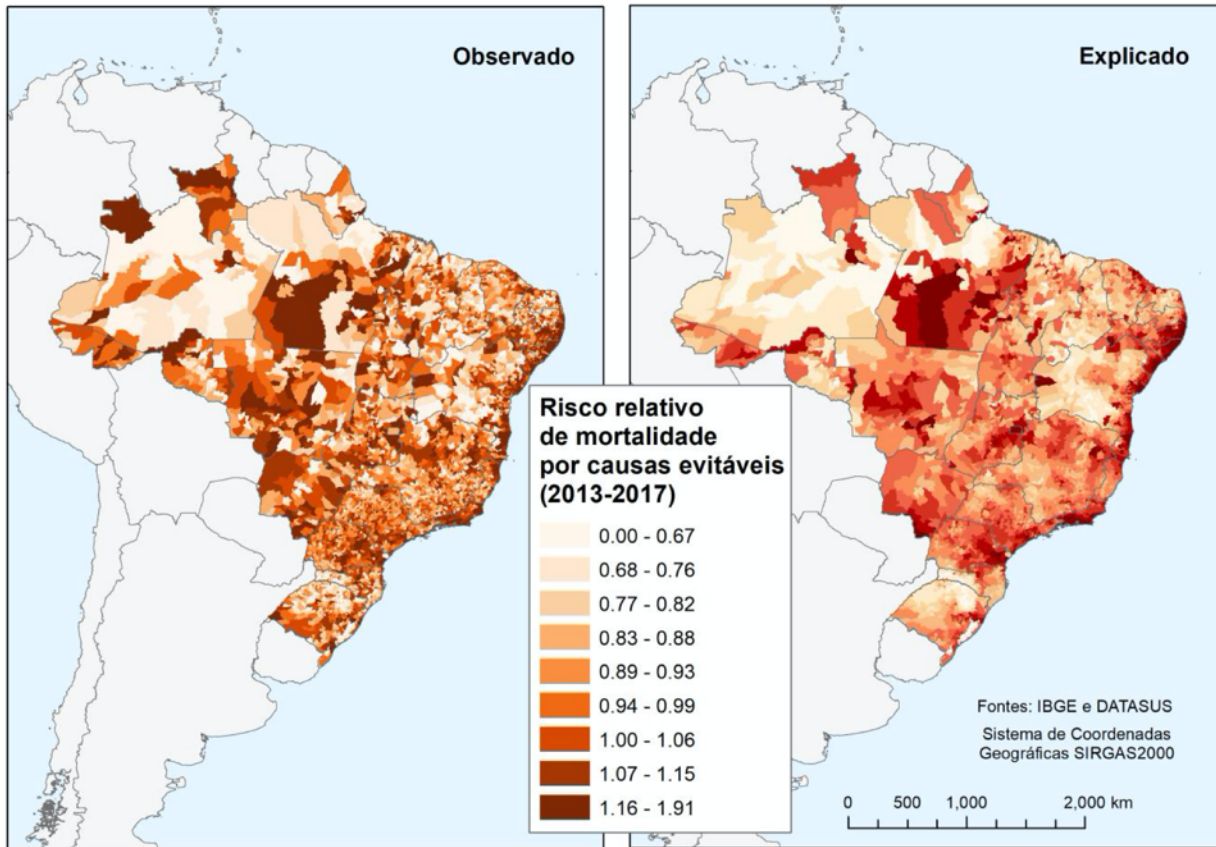 Observado
Explicado
Risco relativo
de mortalidade
por causas evitáveis
(2013-2017)
0.00 - 0.67
0.68 - 0.76
0.77 - 0.82
0.83 - 0.88
0.89 - 0.93
0.94 - 0.99
1.00 - 1.06
1.07 - 1.15
1.16 - 1.91
Fontes: IBGE e DATASUS
Sistema de Coordenadas
Geográficas SIRGAS2000
0 500 1,000 2,000 km